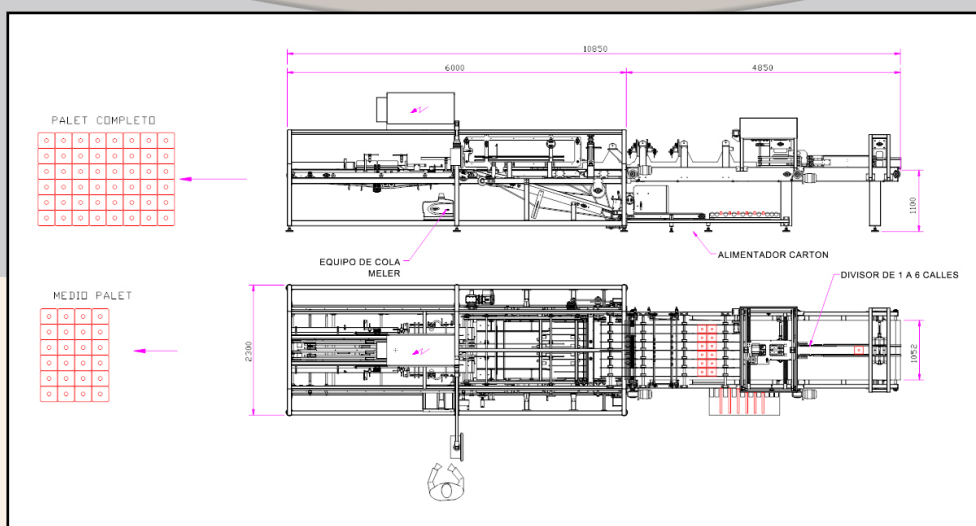 10850
6000
4850
PALET COMPLETO
1100
EQUIPO DE COLA
MELER
ALIMENTADOR CARTON
DIVISOR DE 1 A 6 CALLES
MEDIO PALET
2300
1052